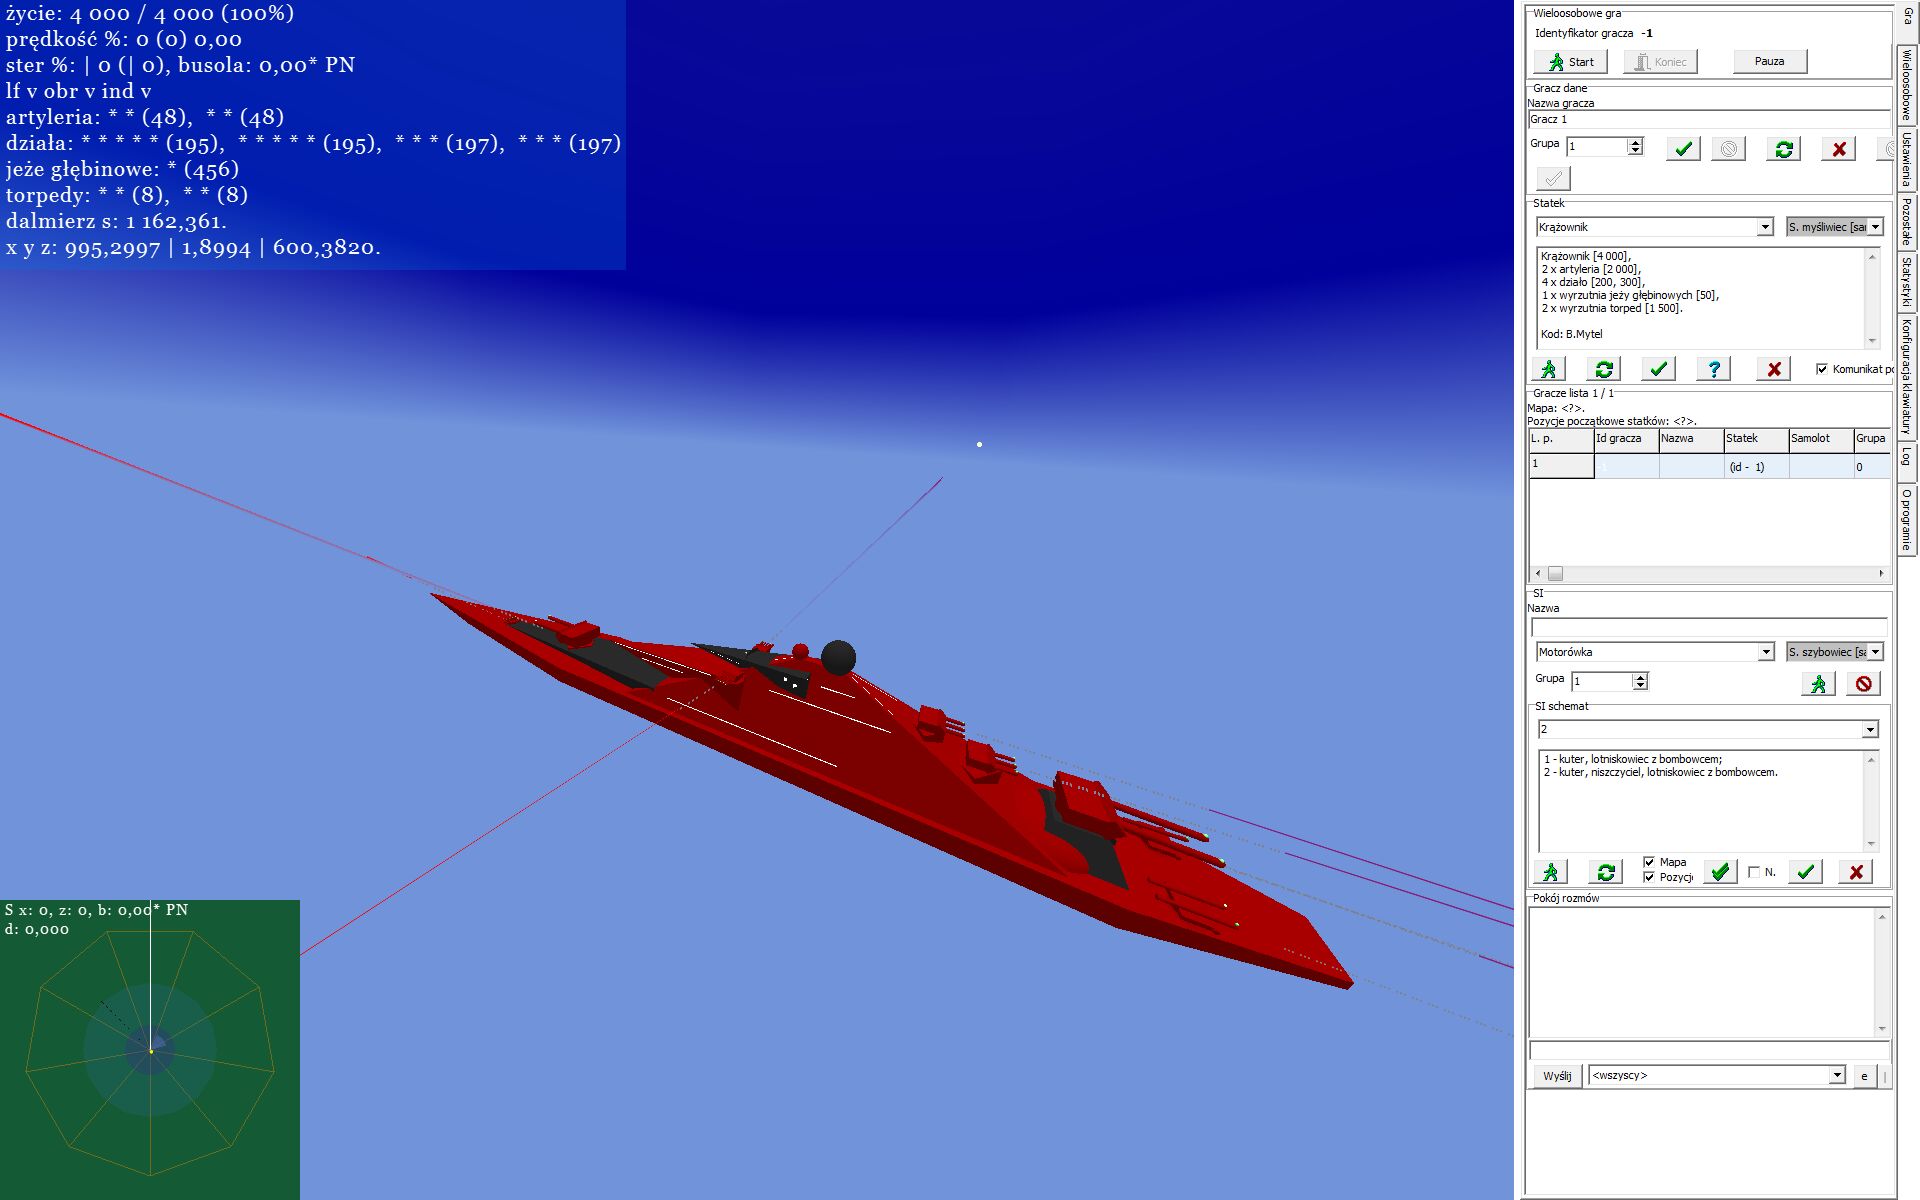 życie: 4 000 / 4 000 (100%)
prędkość %: 0 (0) 0,00
ster %: | 0 (| 0), busola: 0,00* PN
lf v obr v ind v
artyleria: * * (48),  * * (48)
działa: * * * * * (195),  * * * * * (195),  * * * (197),  * * * (197)
jeże głębinowe: * (456)
torpedy: * * (8),  * * (8)
dalmierz s: 1 162,361.
x y z: 995,2997 | 1,8994 | 600,3820.
S x: 0, z: 0, b: 0,00* PN
d: 0,000
Wieloosobowe gra
Identyfikator gracza -1
Start
Koniec
Pauza
Gracz dane
Nazwa gracza
Gracz 1
Grupa 1
Statek
Krążownik
S. myśliwiec [sa
Krążownik [4 000],
2 x artyleria [2 000],
4 x działo [200, 300],
1 x wyrzutnia jeży głębinowych [50],
2 x wyrzutnia torped [1 500].
Kod: B.Mytel
Komunikat po
Gracze lista 1 / 1
Mapa: <?>.
Pozycje początkowe statków: <?>.
L. p. Id gracza Nazwa Statek Samolot Grupa
1 -1 (id - 1) 0
SI
Nazwa
Motorówka
S. szybowiec [sa
Grupa 1
SI schemat
2
1 - kuter, lotniskowiec z bombowcem;
2 - kuter, niszczyciel, lotniskowiec z bombowcem.
Mapa
Pozycje
N.
Pokój rozmów
Wyślij
<wszyscy>
e
Gra
Wieloosobowe
Ustawienia
Pozostałe
Statystyki
Konfiguracja klawiatury
Log
O programie